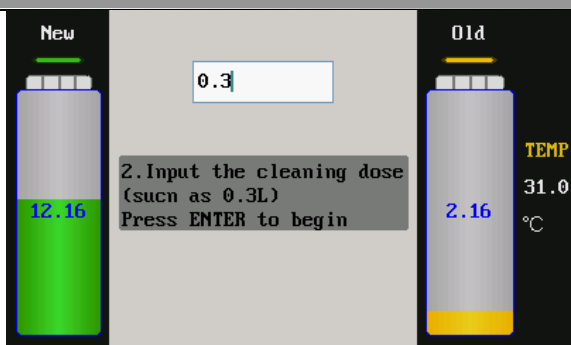 New
Old
0.3
TEMP
2.Input the cleaning dose
(sucn as 0.3L)
31.0
Press ENTER to begin
12.16
2.16
°C